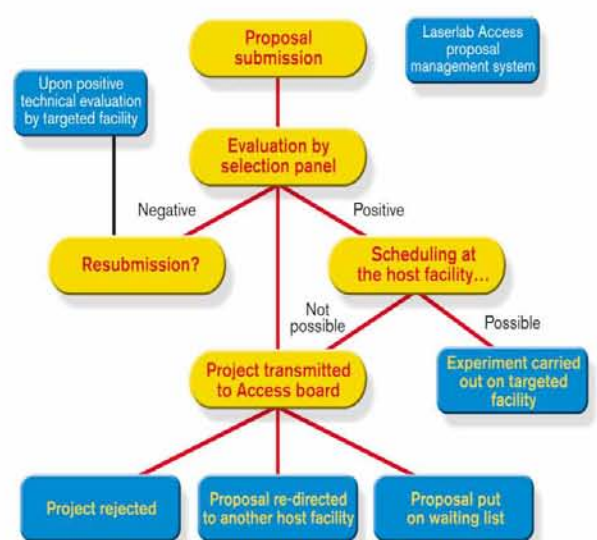 Proposal
submission
Laserlab Access
proposal
management system
Upon positive
technical evaluation
by targeted facility
Evaluation by
selection panel
Negative
Positive
Resubmission?
Scheduling at
the host facility...
Not
possible
Possible
Project transmitted
to Access board
Experiment carried
out on targeted
facility
Project rejected
Proposal re-directed
to another host facility
Proposal put
on waiting list